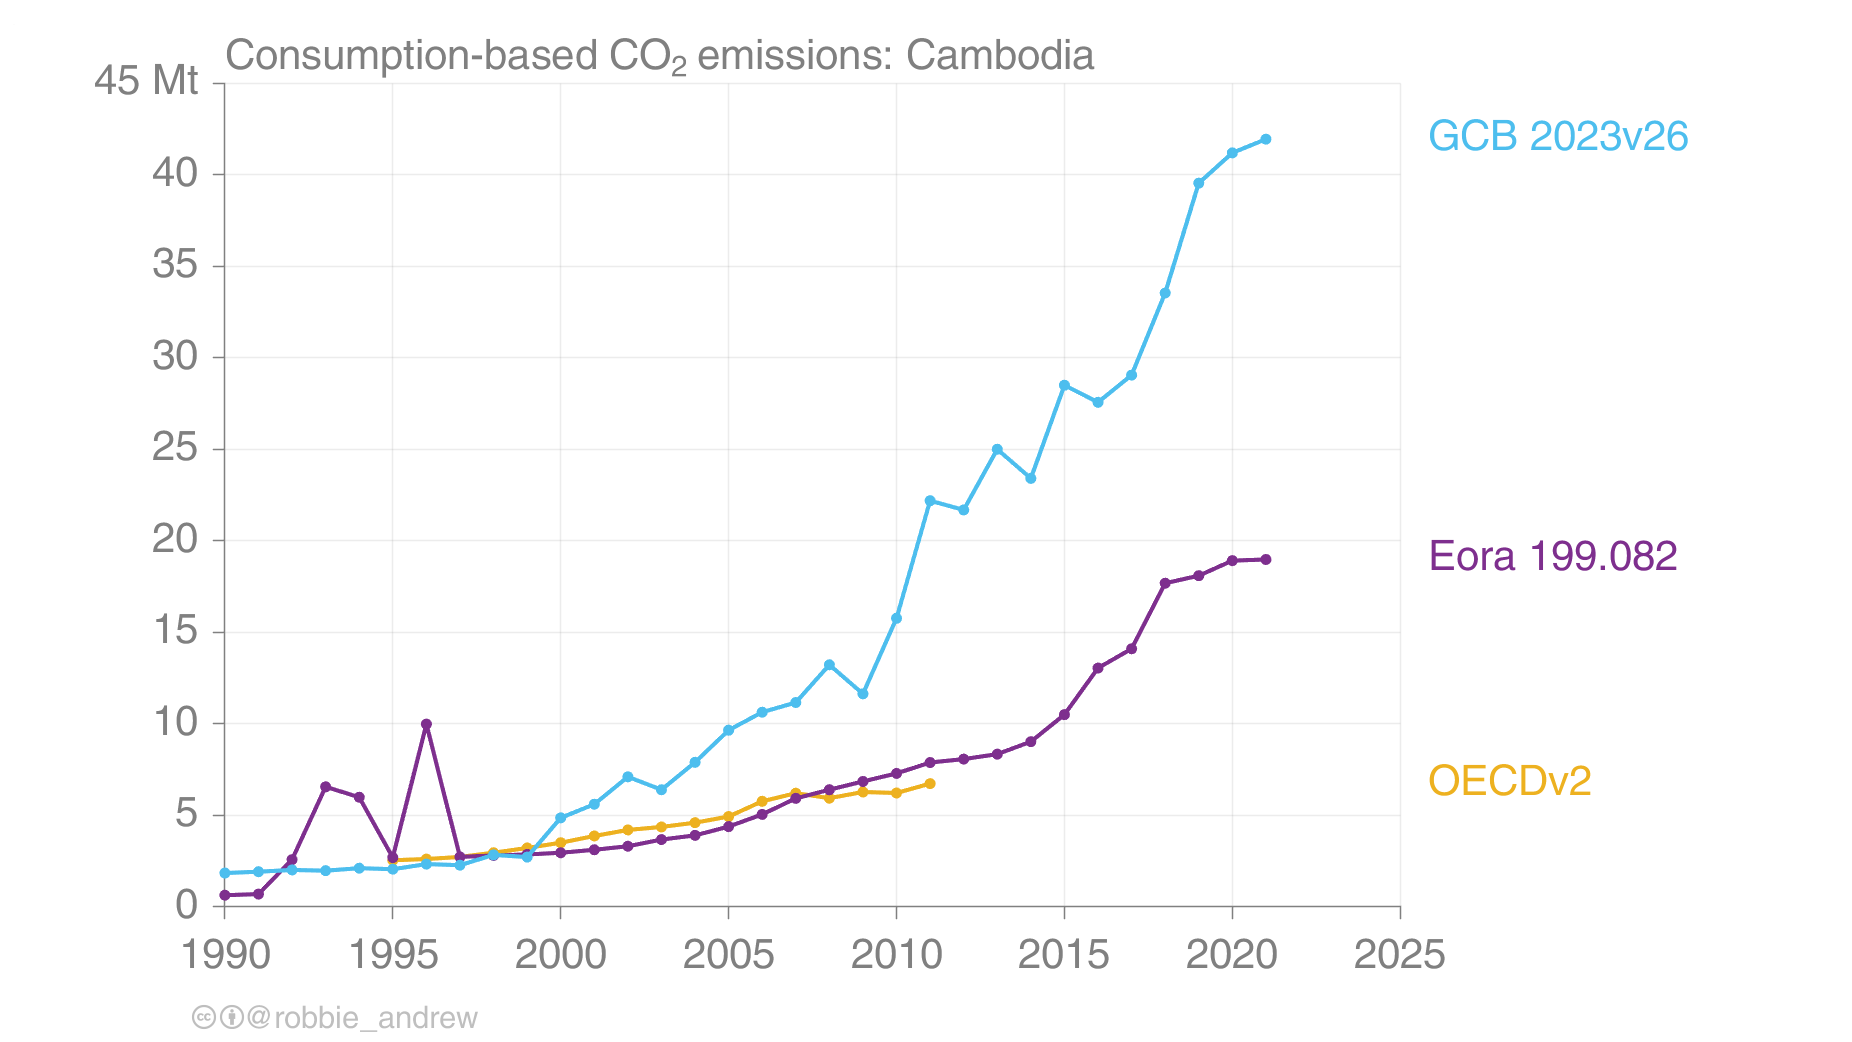 Consumption-based CO₂ emissions: Cambodia
45 Mt
40
35
30
25
20
15
10
5
0
1990 1995 2000 2005 2010 2015 2020 2025
GCB 2023v26
Eora 199.082
OECDv2
cc @robbie_andrew